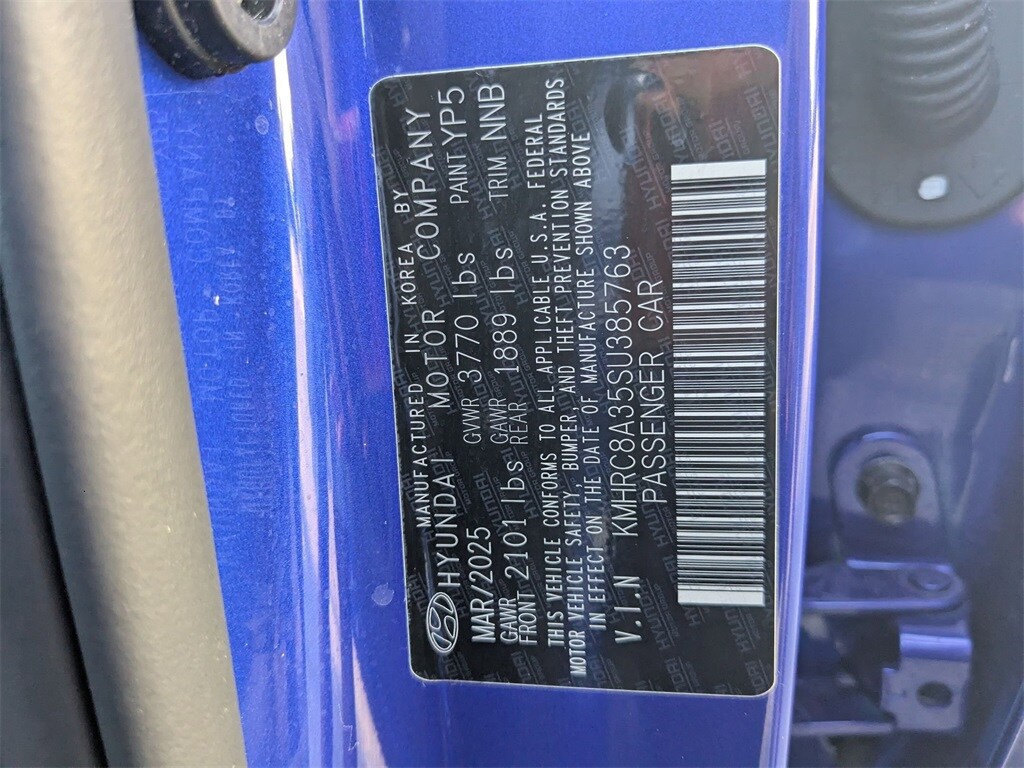 MANUFACTURED IN KOREA BY
HYUNDAI MOTOR COMPANY
MAR/2025 GVWR 3770 lbs PAINT YP5
GAWR FRONT 2101 lbs GAWR REAR 1889 lbs TRIM NNB
THIS VEHICLE CONFORMS TO ALL APPLICABLE U.S.A. FEDERAL
MOTOR VEHICLE SAFETY, BUMPER, AND THEFT PREVENTION STANDARDS
IN EFFECT ON THE DATE OF MANUFACTURE SHOWN ABOVE
V.I.N KMHRC8A35SU385763
PASSENGER CAR